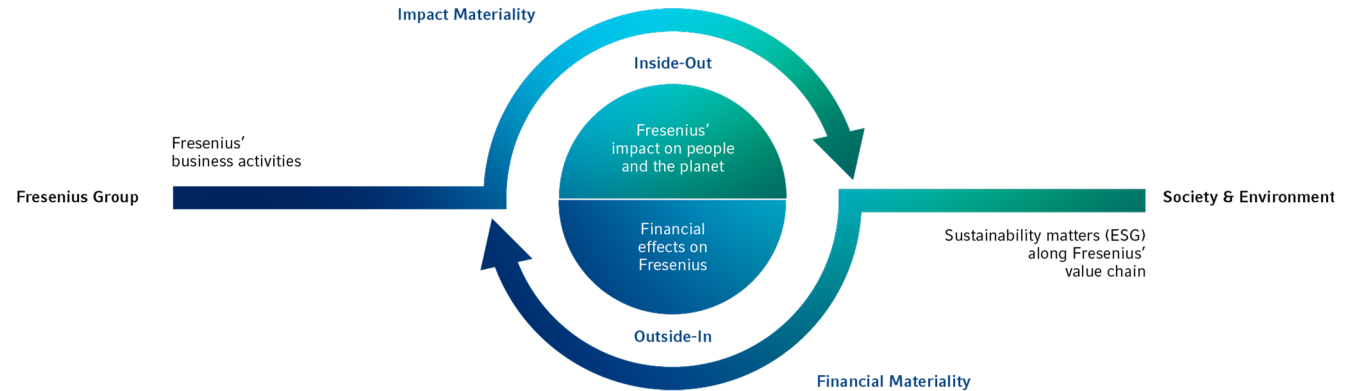 Impact Materiality
Inside-Out
Fresenius’
impact on people
and the planet
Fresenius’
business activities
Fresenius Group
Society & Environment
Financial
effects on
Fresenius
Sustainability matters (ESG)
along Fresenius’
value chain
Outside-In
Financial Materiality